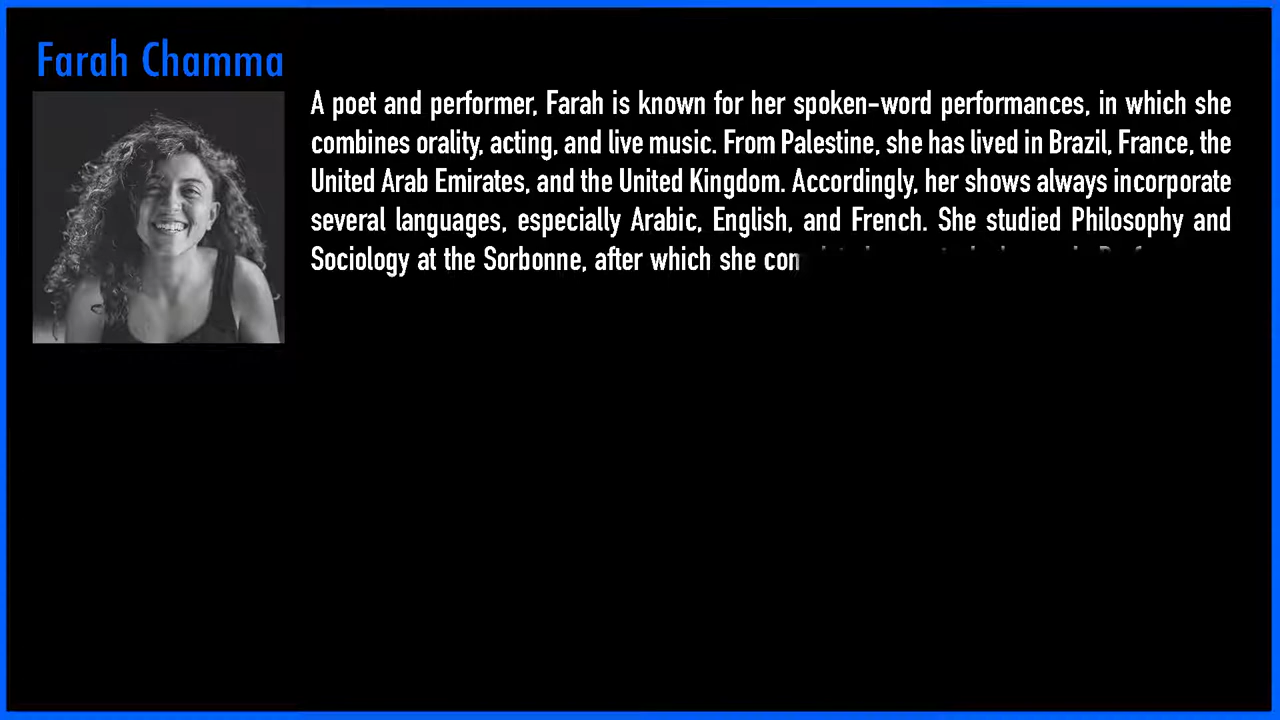 Farah Chamma
A poet and performer, Farah is known for her spoken-word performances, in which she
combines orality, acting, and live music. From Palestine, she has lived in Brazil, France, the
United Arab Emirates, and the United Kingdom. Accordingly, her shows always incorporate
several languages, especially Arabic, English, and French. She studied Philosophy and
Sociology at the Sorbonne, after which she